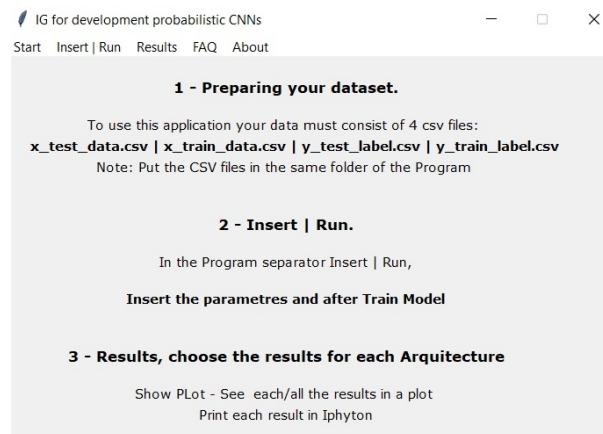 IG for development probabilistic CNNs
Start Insert | Run Results FAQ About
1 - Preparing your dataset.
To use this application your data must consist of 4 csv files:
x_test_data.csv | x_train_data.csv | y_test_label.csv | y_train_label.csv
Note: Put the CSV files in the same folder of the Program
2 - Insert | Run.
In the Program separator Insert | Run,
Insert the parametres and after Train Model
3 - Results, choose the results for each Arquitecture
Show PLot - See each/all the results in a plot
Print each result in Iphyton